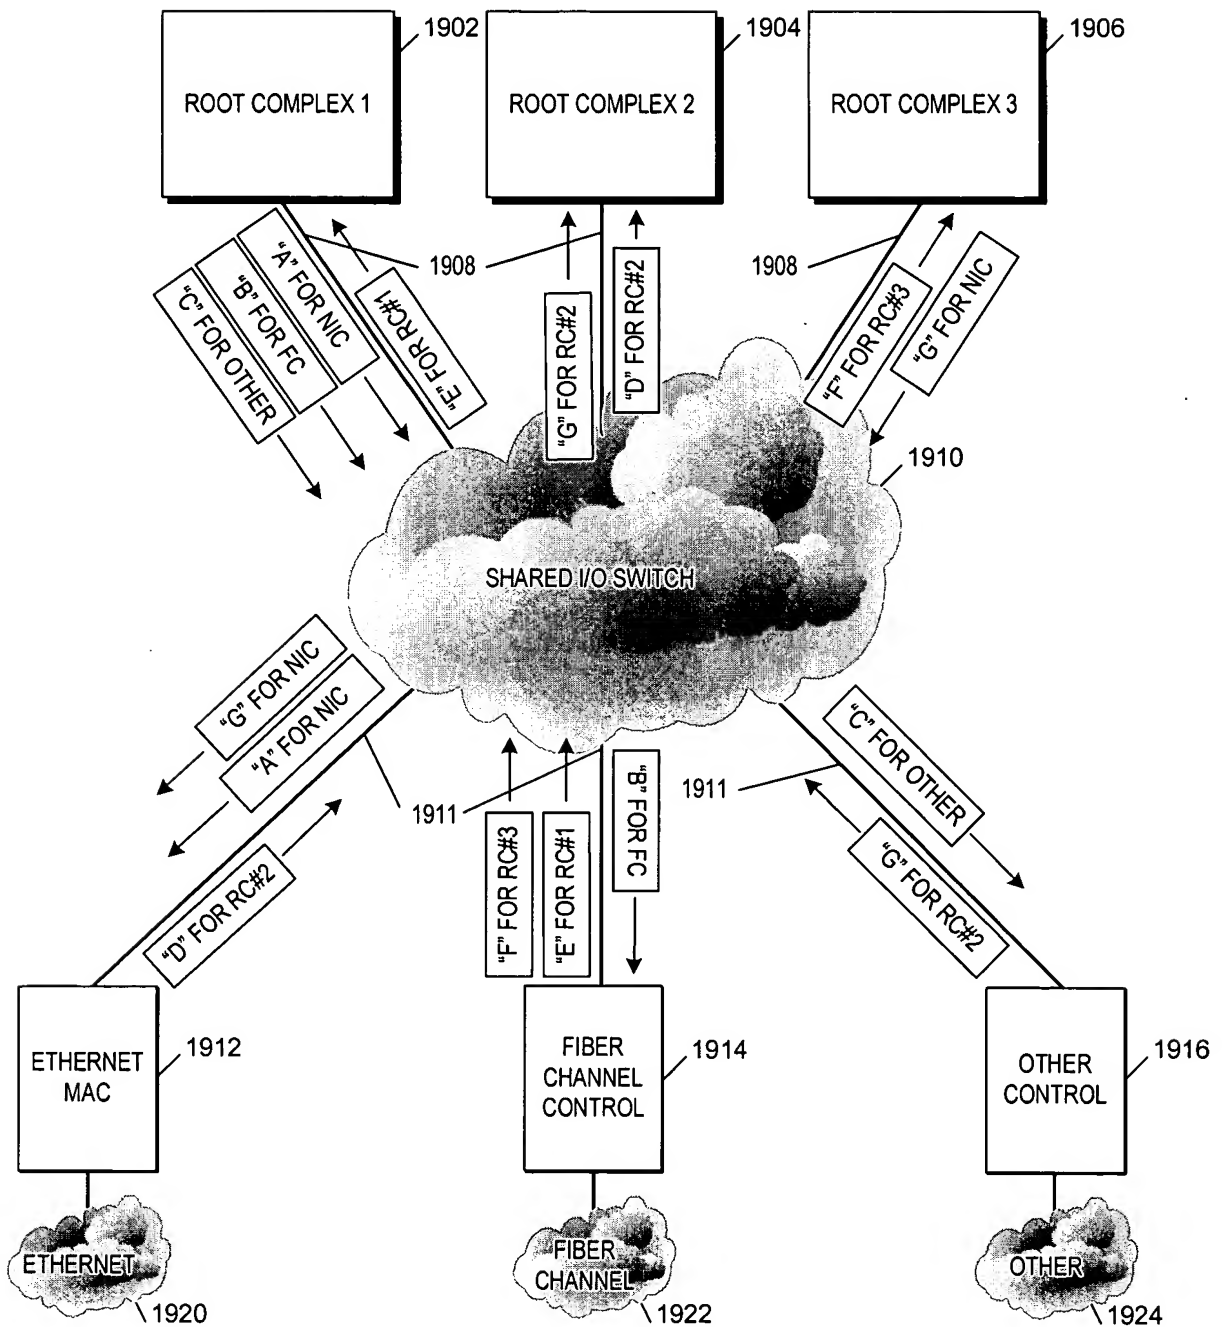 1902
1904
1906
ROOT COMPLEX 1
ROOT COMPLEX 2
ROOT COMPLEX 3
1908
1908
"A" FOR NIC
"B" FOR FC
"C" FOR OTHER
"E" FOR RC#1
"G" FOR RC#2
"D" FOR RC#2
"F" FOR RC#3
"G" FOR NIC
1910
SHARED I/O SWITCH
"G" FOR NIC
"A" FOR NIC
"D" FOR RC#2
1911
"F" FOR RC#3
"E" FOR RC#1
"B" FOR FC
1911
"C" FOR OTHER
"G" FOR RC#2
ETHERNET
MAC
1912
FIBER
CHANNEL
CONTROL
1914
OTHER
CONTROL
1916
ETHERNET
1920
FIBER
CHANNEL
1922
OTHER
1924